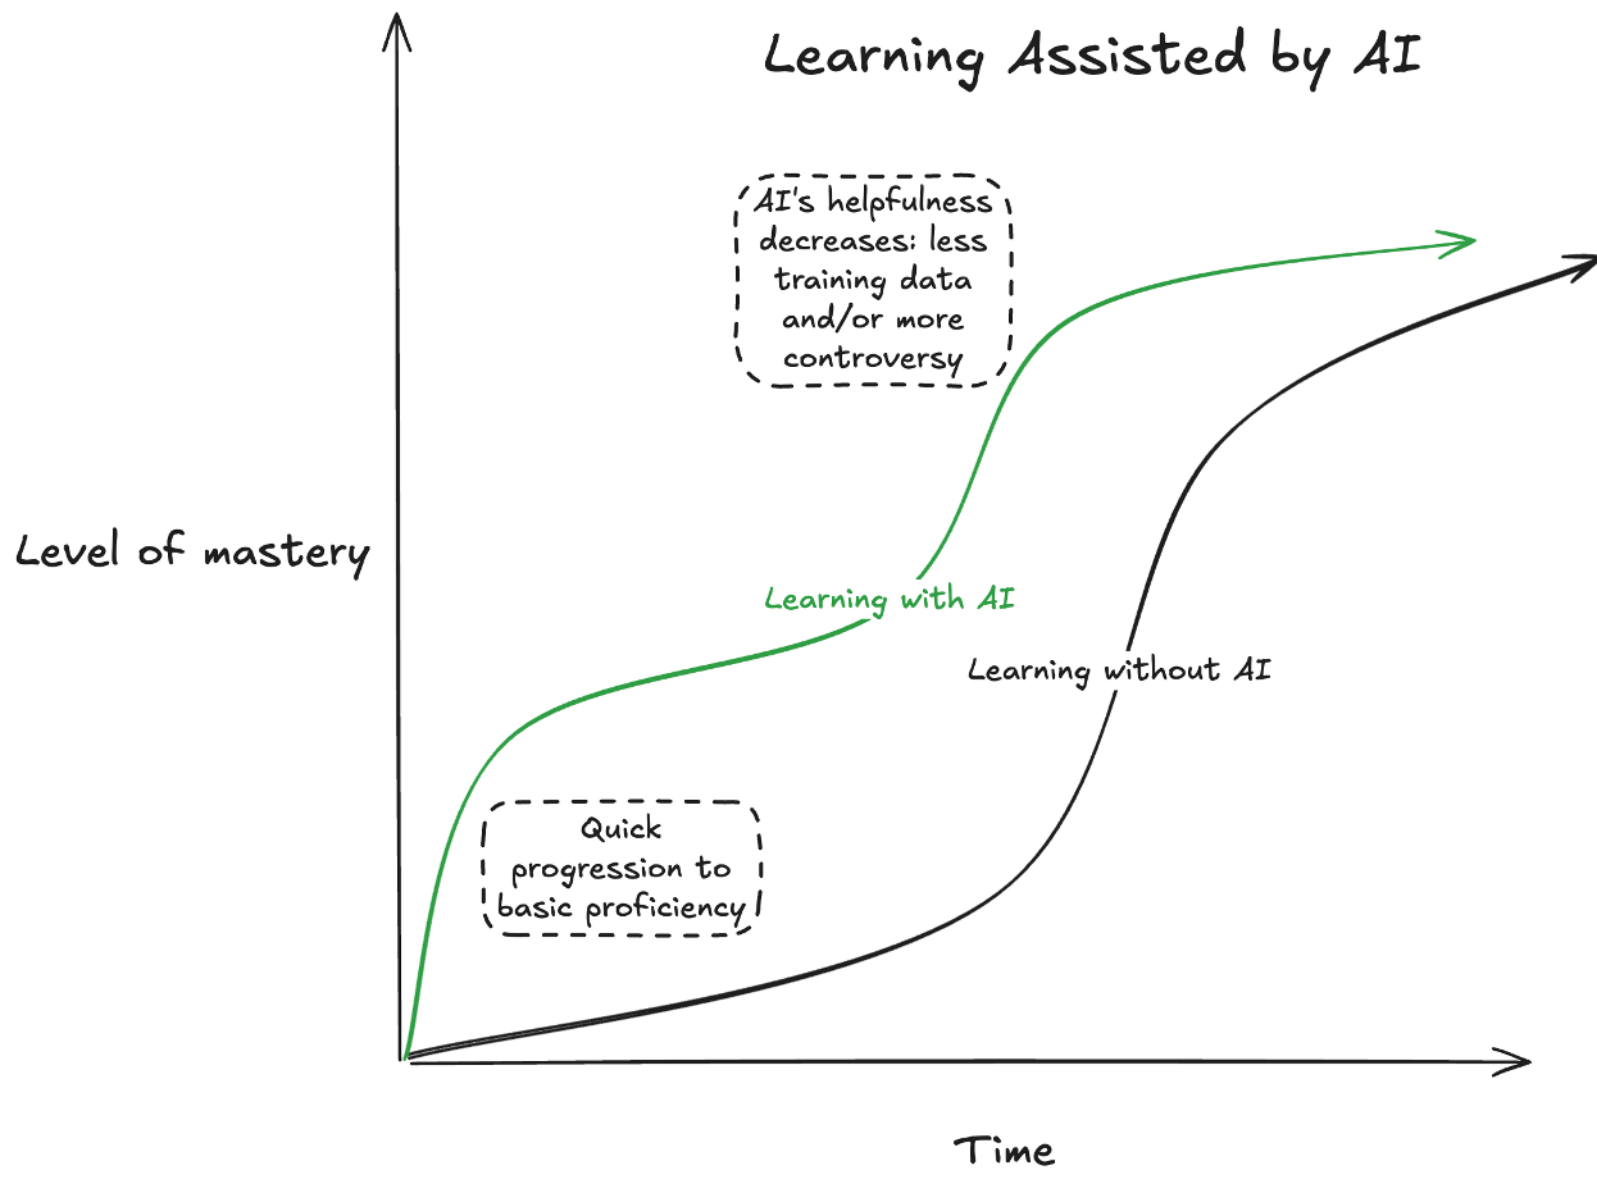 Learning Assisted by AI
AI's helpfulness
decreases: less
training data
and/or more
controversy
Level of mastery
Learning with AI
Learning without AI
Quick
progression to
basic proficiency
Time